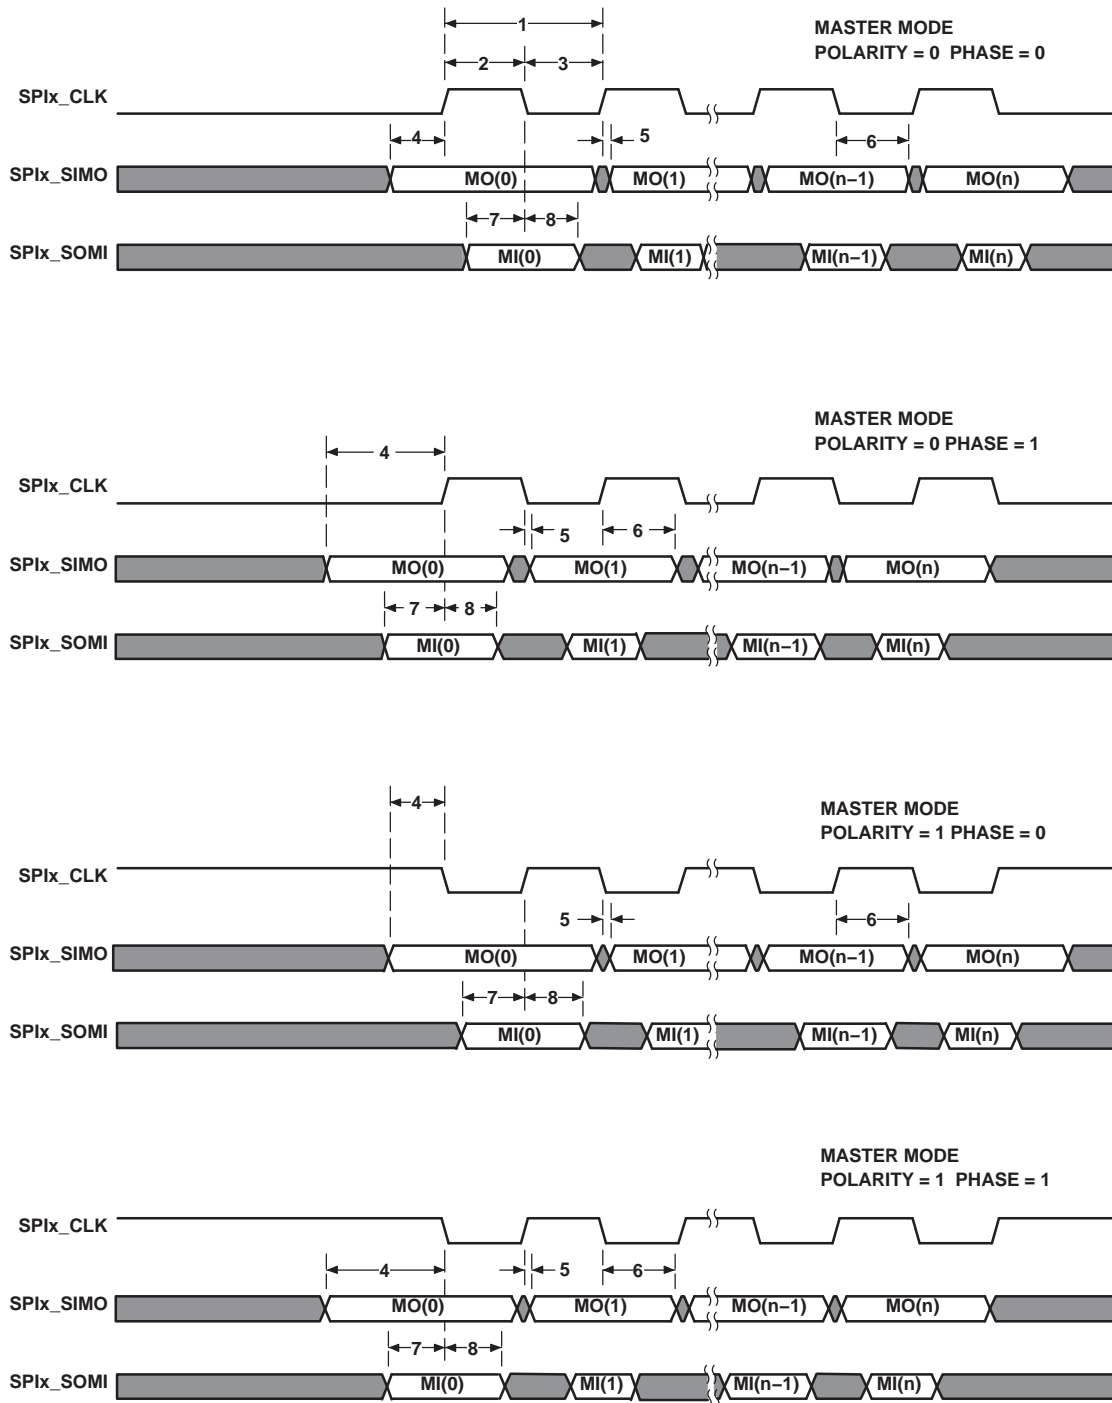 1
MASTER MODE
POLARITY = 0 PHASE = 0
2 3
SPIx_CLK
4 5 6
SPIx_SIMO MO(0) MO(1) MO(n−1) MO(n)
7 8
SPIx_SOMI MI(0) MI(1) MI(n−1) MI(n)
MASTER MODE
POLARITY = 0 PHASE = 1
4
SPIx_CLK
5 6
SPIx_SIMO MO(0) MO(1) MO(n−1) MO(n)
7 8
SPIx_SOMI MI(0) MI(1) MI(n−1) MI(n)
4
MASTER MODE
POLARITY = 1 PHASE = 0
SPIx_CLK
5 6
SPIx_SIMO MO(0) MO(1) MO(n−1) MO(n)
7 8
SPIx_SOMI MI(0) MI(1) MI(n−1) MI(n)
MASTER MODE
POLARITY = 1 PHASE = 1
SPIx_CLK
4 5 6
SPIx_SIMO MO(0) MO(1) MO(n−1) MO(n)
7 8
SPIx_SOMI MI(0) MI(1) MI(n−1) MI(n)